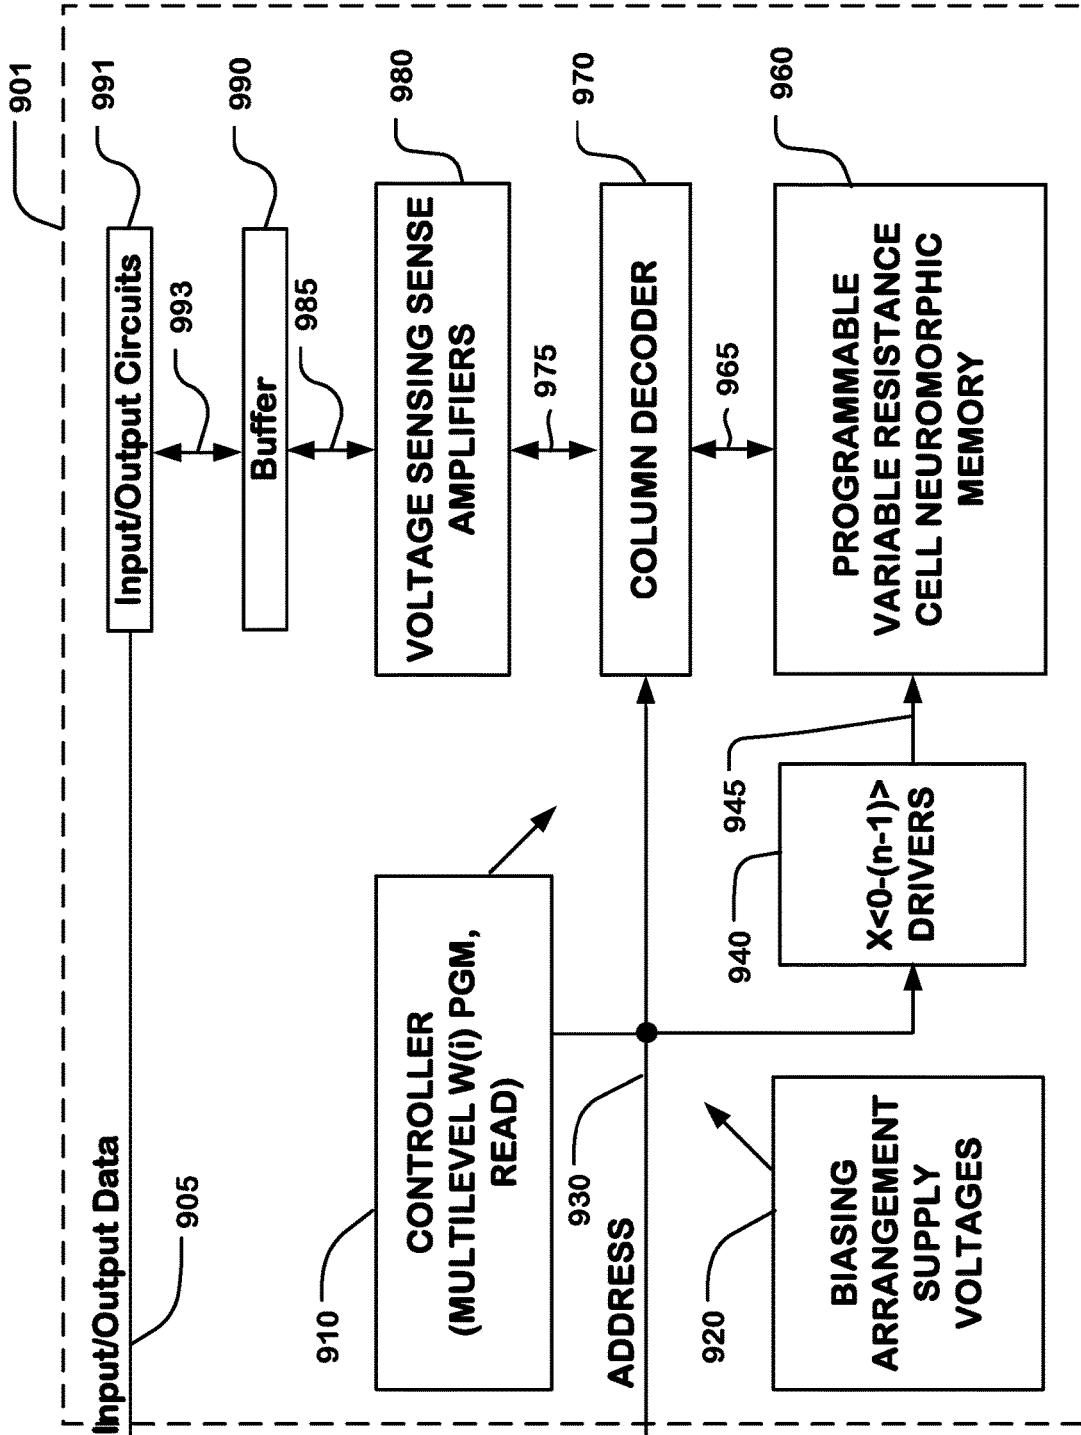 901
Input/Output Data
905
Input/Output Circuits
991
993
Buffer
990
985
910
CONTROLLER
(MULTILEVEL W(i) PGM,
READ)
VOLTAGE SENSING SENSE
AMPLIFIERS
980
975
ADDRESS
930
COLUMN DECODER
970
965
920
BIASING
ARRANGEMENT
SUPPLY
VOLTAGES
940
X<0-(n-1)>
DRIVERS
945
PROGRAMMABLE
VARIABLE RESISTANCE
CELL NEUROMORPHIC
MEMORY
960